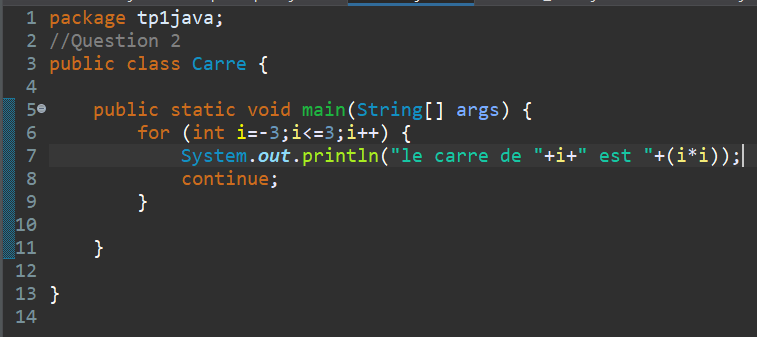 1 package tp1java;
2 //Question 2
3 public class Carre {
4
5 public static void main(String[] args) {
6 for (int i=-3;i<=3;i++) {
7 System.out.println("le carre de "+i+" est "+(i*i));
8 continue;
9 }
10
11 }
12
13 }
14